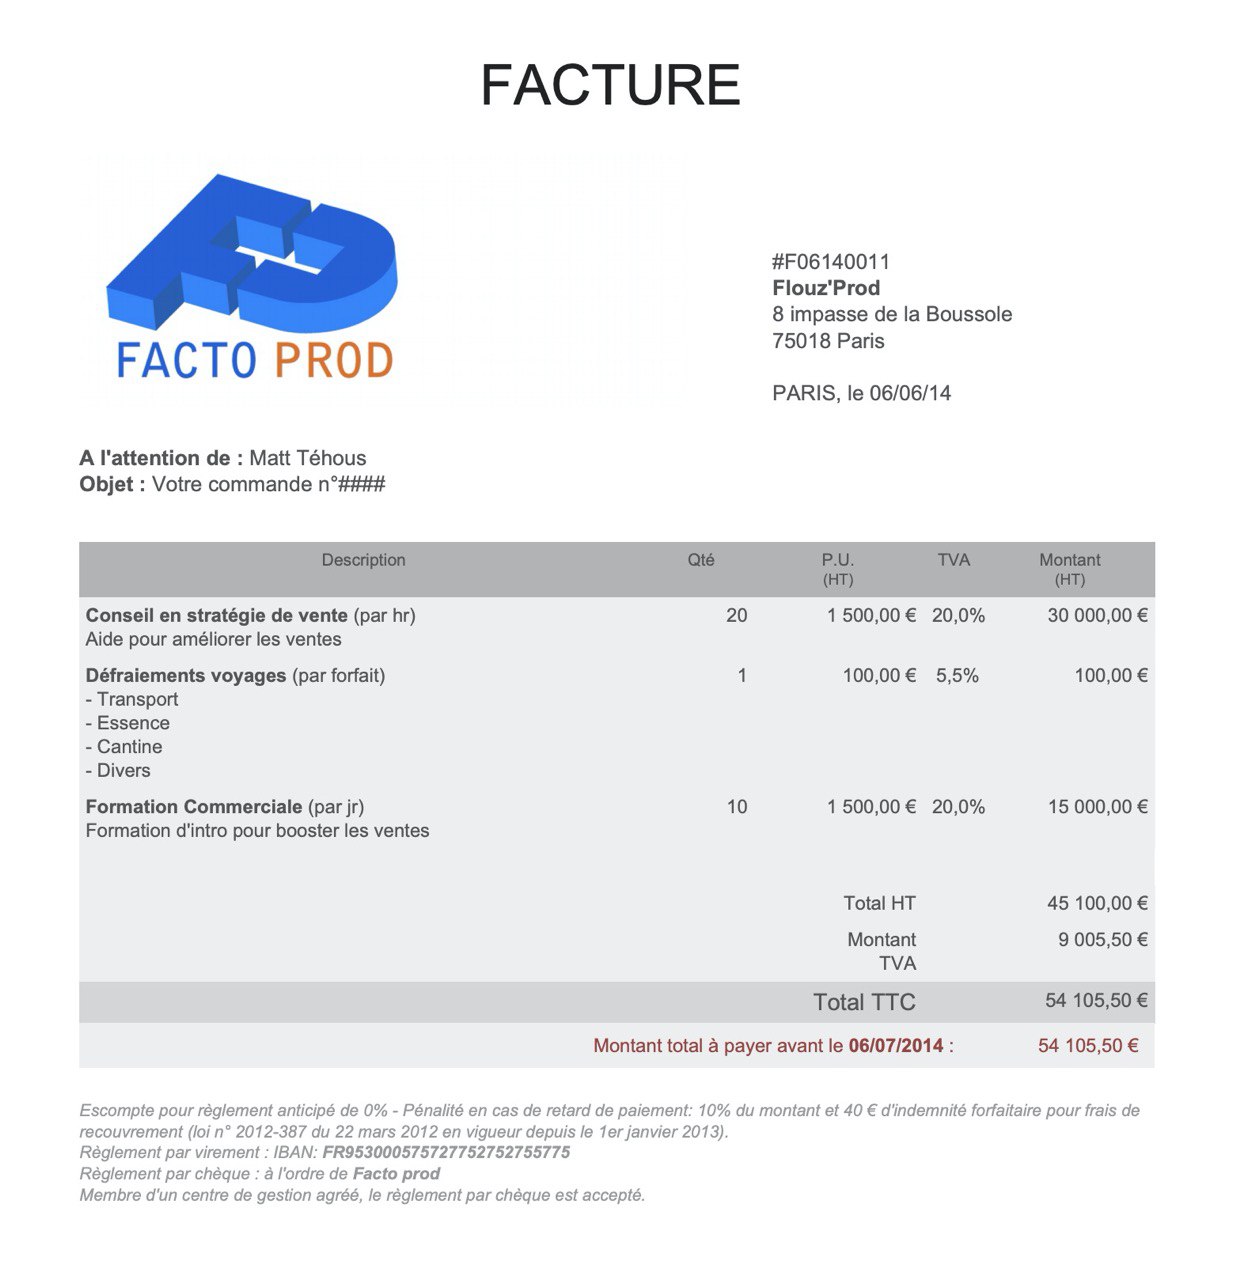 FACTURE
FACTO PROD
#F06140011
Flouz'Prod
8 impasse de la Boussole
75018 Paris
PARIS, le 06/06/14
A l'attention de : Matt Téhous
Objet : Votre commande n°####
Description Qté P.U. (HT) TVA Montant (HT)
Conseil en stratégie de vente (par hr) 20 1 500,00 € 20,0% 30 000,00 €
Aide pour améliorer les ventes
Défraiements voyages (par forfait) 1 100,00 € 5,5% 100,00 €
- Transport
- Essence
- Cantine
- Divers
Formation Commerciale (par jr) 10 1 500,00 € 20,0% 15 000,00 €
Formation d'intro pour booster les ventes
Total HT 45 100,00 €
Montant TVA 9 005,50 €
Total TTC 54 105,50 €
Montant total à payer avant le 06/07/2014 : 54 105,50 €
Escompte pour règlement anticipé de 0% - Pénalité en cas de retard de paiement: 10% du montant et 40 € d'indemnité forfaitaire pour frais de
recouvrement (loi n° 2012-387 du 22 mars 2012 en vigueur depuis le 1er janvier 2013).
Règlement par virement : IBAN: FR9530005757277527527​55775
Règlement par chèque : à l'ordre de Facto prod
Membre d'un centre de gestion agréé, le règlement par chèque est accepté.